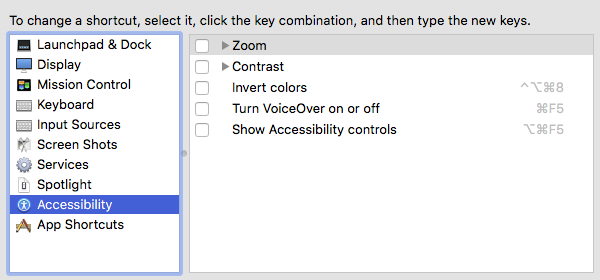 To change a shortcut, select it, click the key combination, and then type the new keys.
Launchpad & Dock
Display
Mission Control
Keyboard
Input Sources
Screen Shots
Services
Spotlight
Accessibility
App Shortcuts
Zoom
Contrast
Invert colors ^⌥⌘8
Turn VoiceOver on or off ⌘F5
Show Accessibility controls ⌥⌘F5